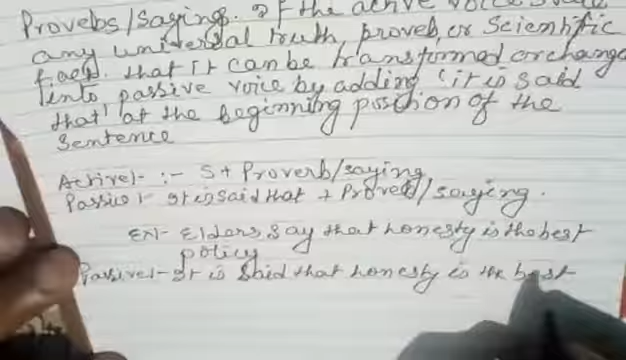 Proverbs/Sayings. If the active voice state
any universal truth, proverb, or Scientific
fact. that it can be transformed or change
into passive voice by adding 'it is said
that' at the beginning position of the
Sentence
Active:- :- S + Proverb/saying
Passive:- It is said that + Proverb/saying.
Ex:- Elders say that honesty is the best
policy
Passive:- It is said that honesty is the best